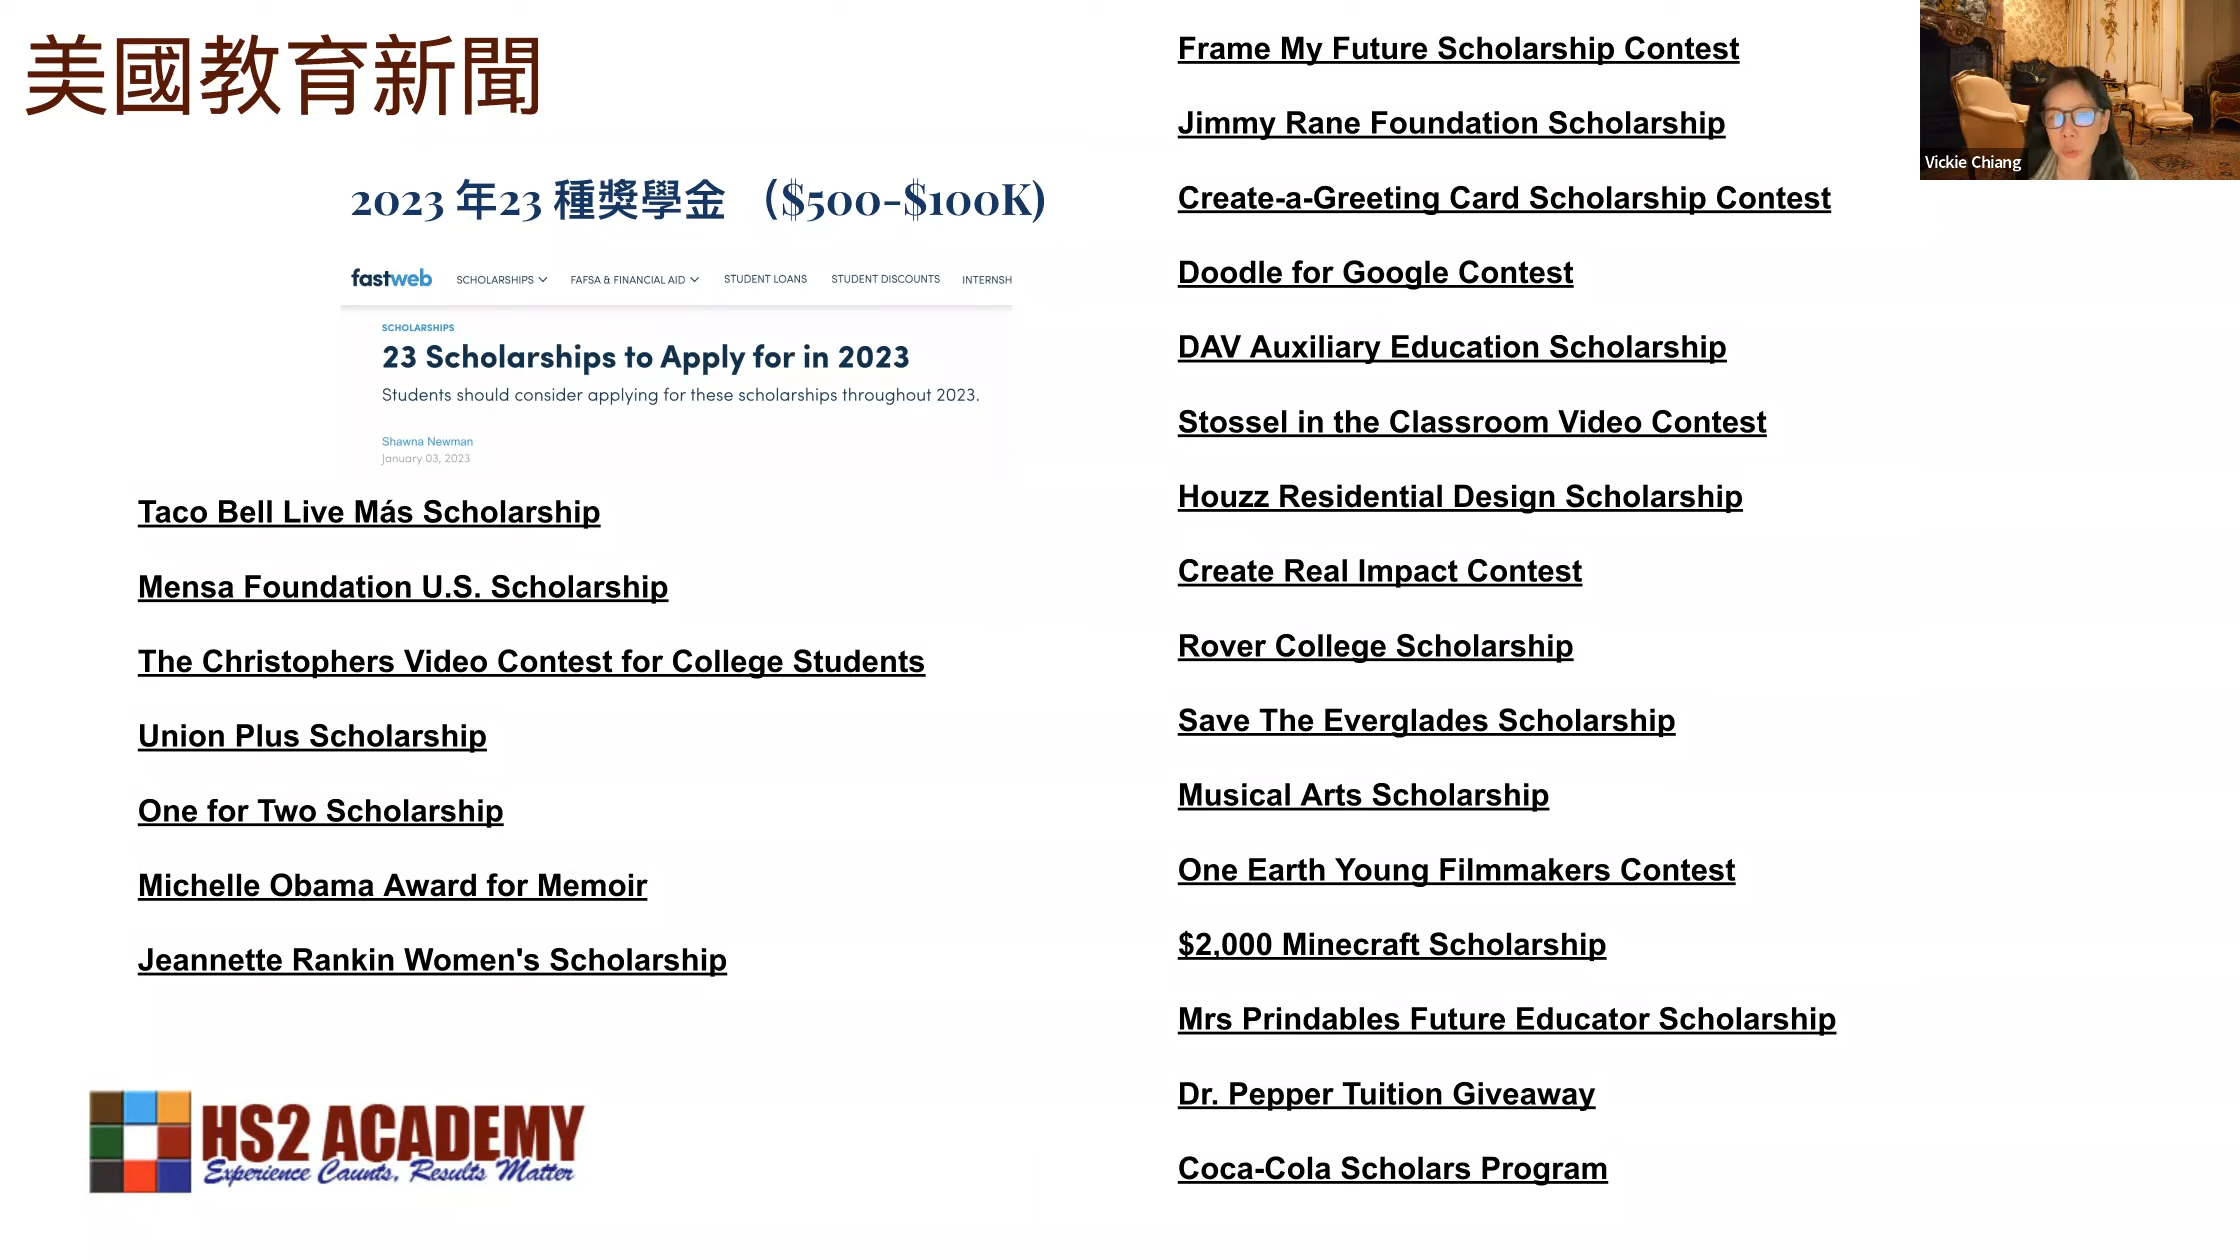 美國教育新聞
2023 年23 種獎學金 ($500-$100K)
fastweb SCHOLARSHIPS FAFSA & FINANCIAL AID STUDENT LOANS STUDENT DISCOUNTS INTERNSH
SCHOLARSHIPS
23 Scholarships to Apply for in 2023
Students should consider applying for these scholarships throughout 2023.
Shawna Newman
January 03, 2023
Taco Bell Live Más Scholarship
Mensa Foundation U.S. Scholarship
The Christophers Video Contest for College Students
Union Plus Scholarship
One for Two Scholarship
Michelle Obama Award for Memoir
Jeannette Rankin Women's Scholarship
HS2 ACADEMY
Experience Counts, Results Matter
Frame My Future Scholarship Contest
Jimmy Rane Foundation Scholarship
Create-a-Greeting Card Scholarship Contest
Doodle for Google Contest
DAV Auxiliary Education Scholarship
Stossel in the Classroom Video Contest
Houzz Residential Design Scholarship
Create Real Impact Contest
Rover College Scholarship
Save The Everglades Scholarship
Musical Arts Scholarship
One Earth Young Filmmakers Contest
$2,000 Minecraft Scholarship
Mrs Prindables Future Educator Scholarship
Dr. Pepper Tuition Giveaway
Coca-Cola Scholars Program
Vickie Chiang